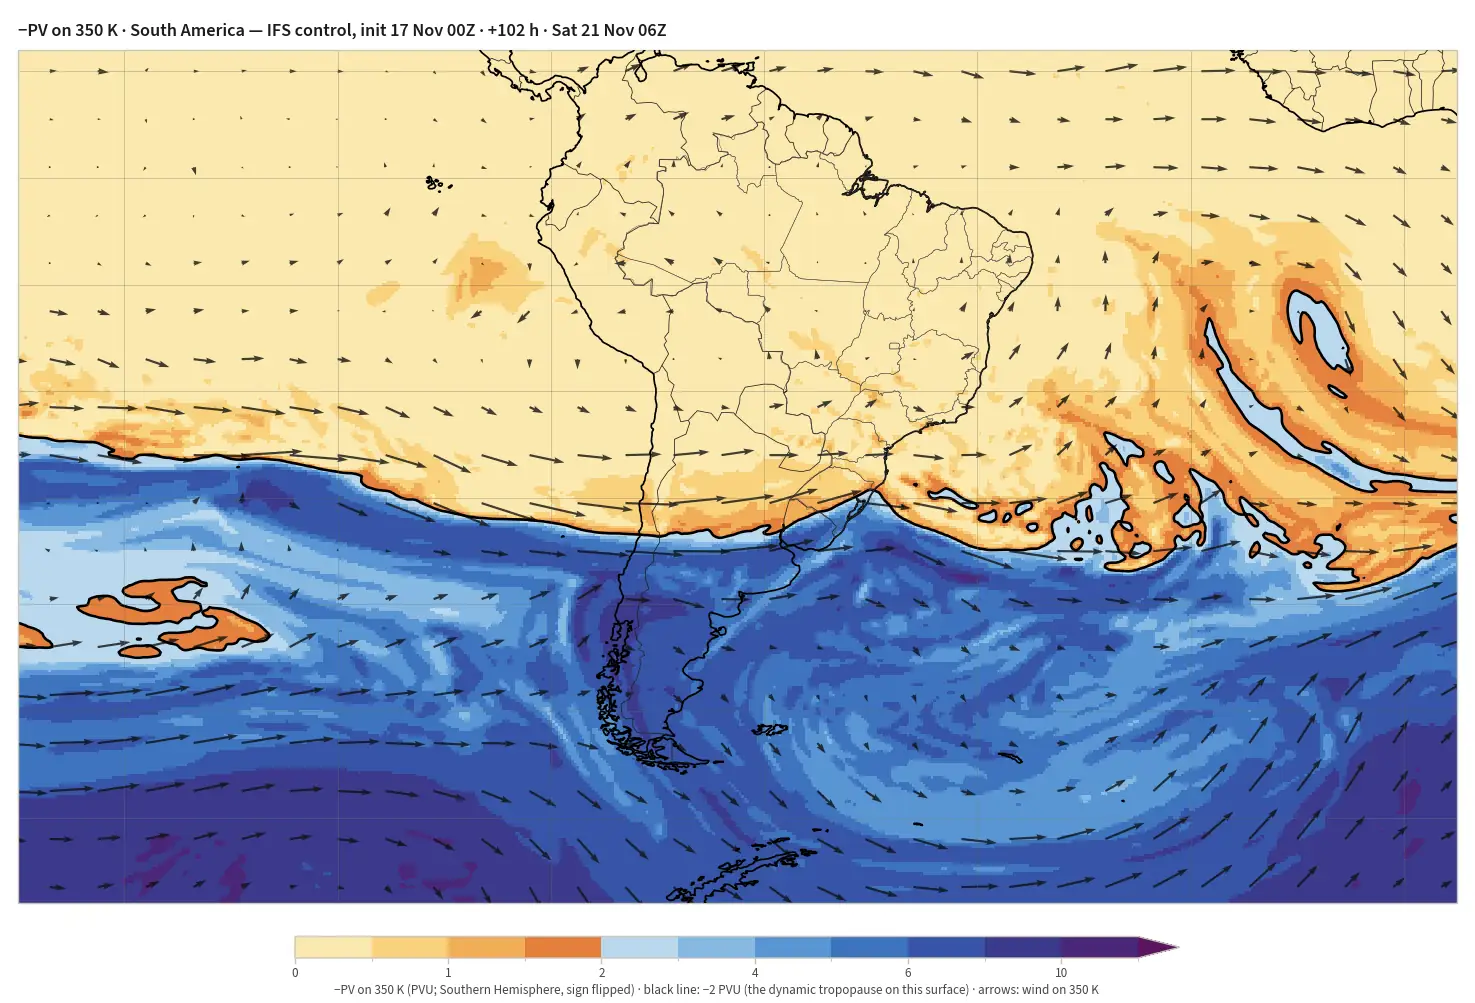 −PV on 350 K · South America — IFS control, init 17 Nov 00Z · +102 h · Sat 21 Nov 06Z
0 1 2 4 6 10
−PV on 350 K (PVU; Southern Hemisphere, sign flipped) · black line: −2 PVU (the dynamic tropopause on this surface) · arrows: wind on 350 K